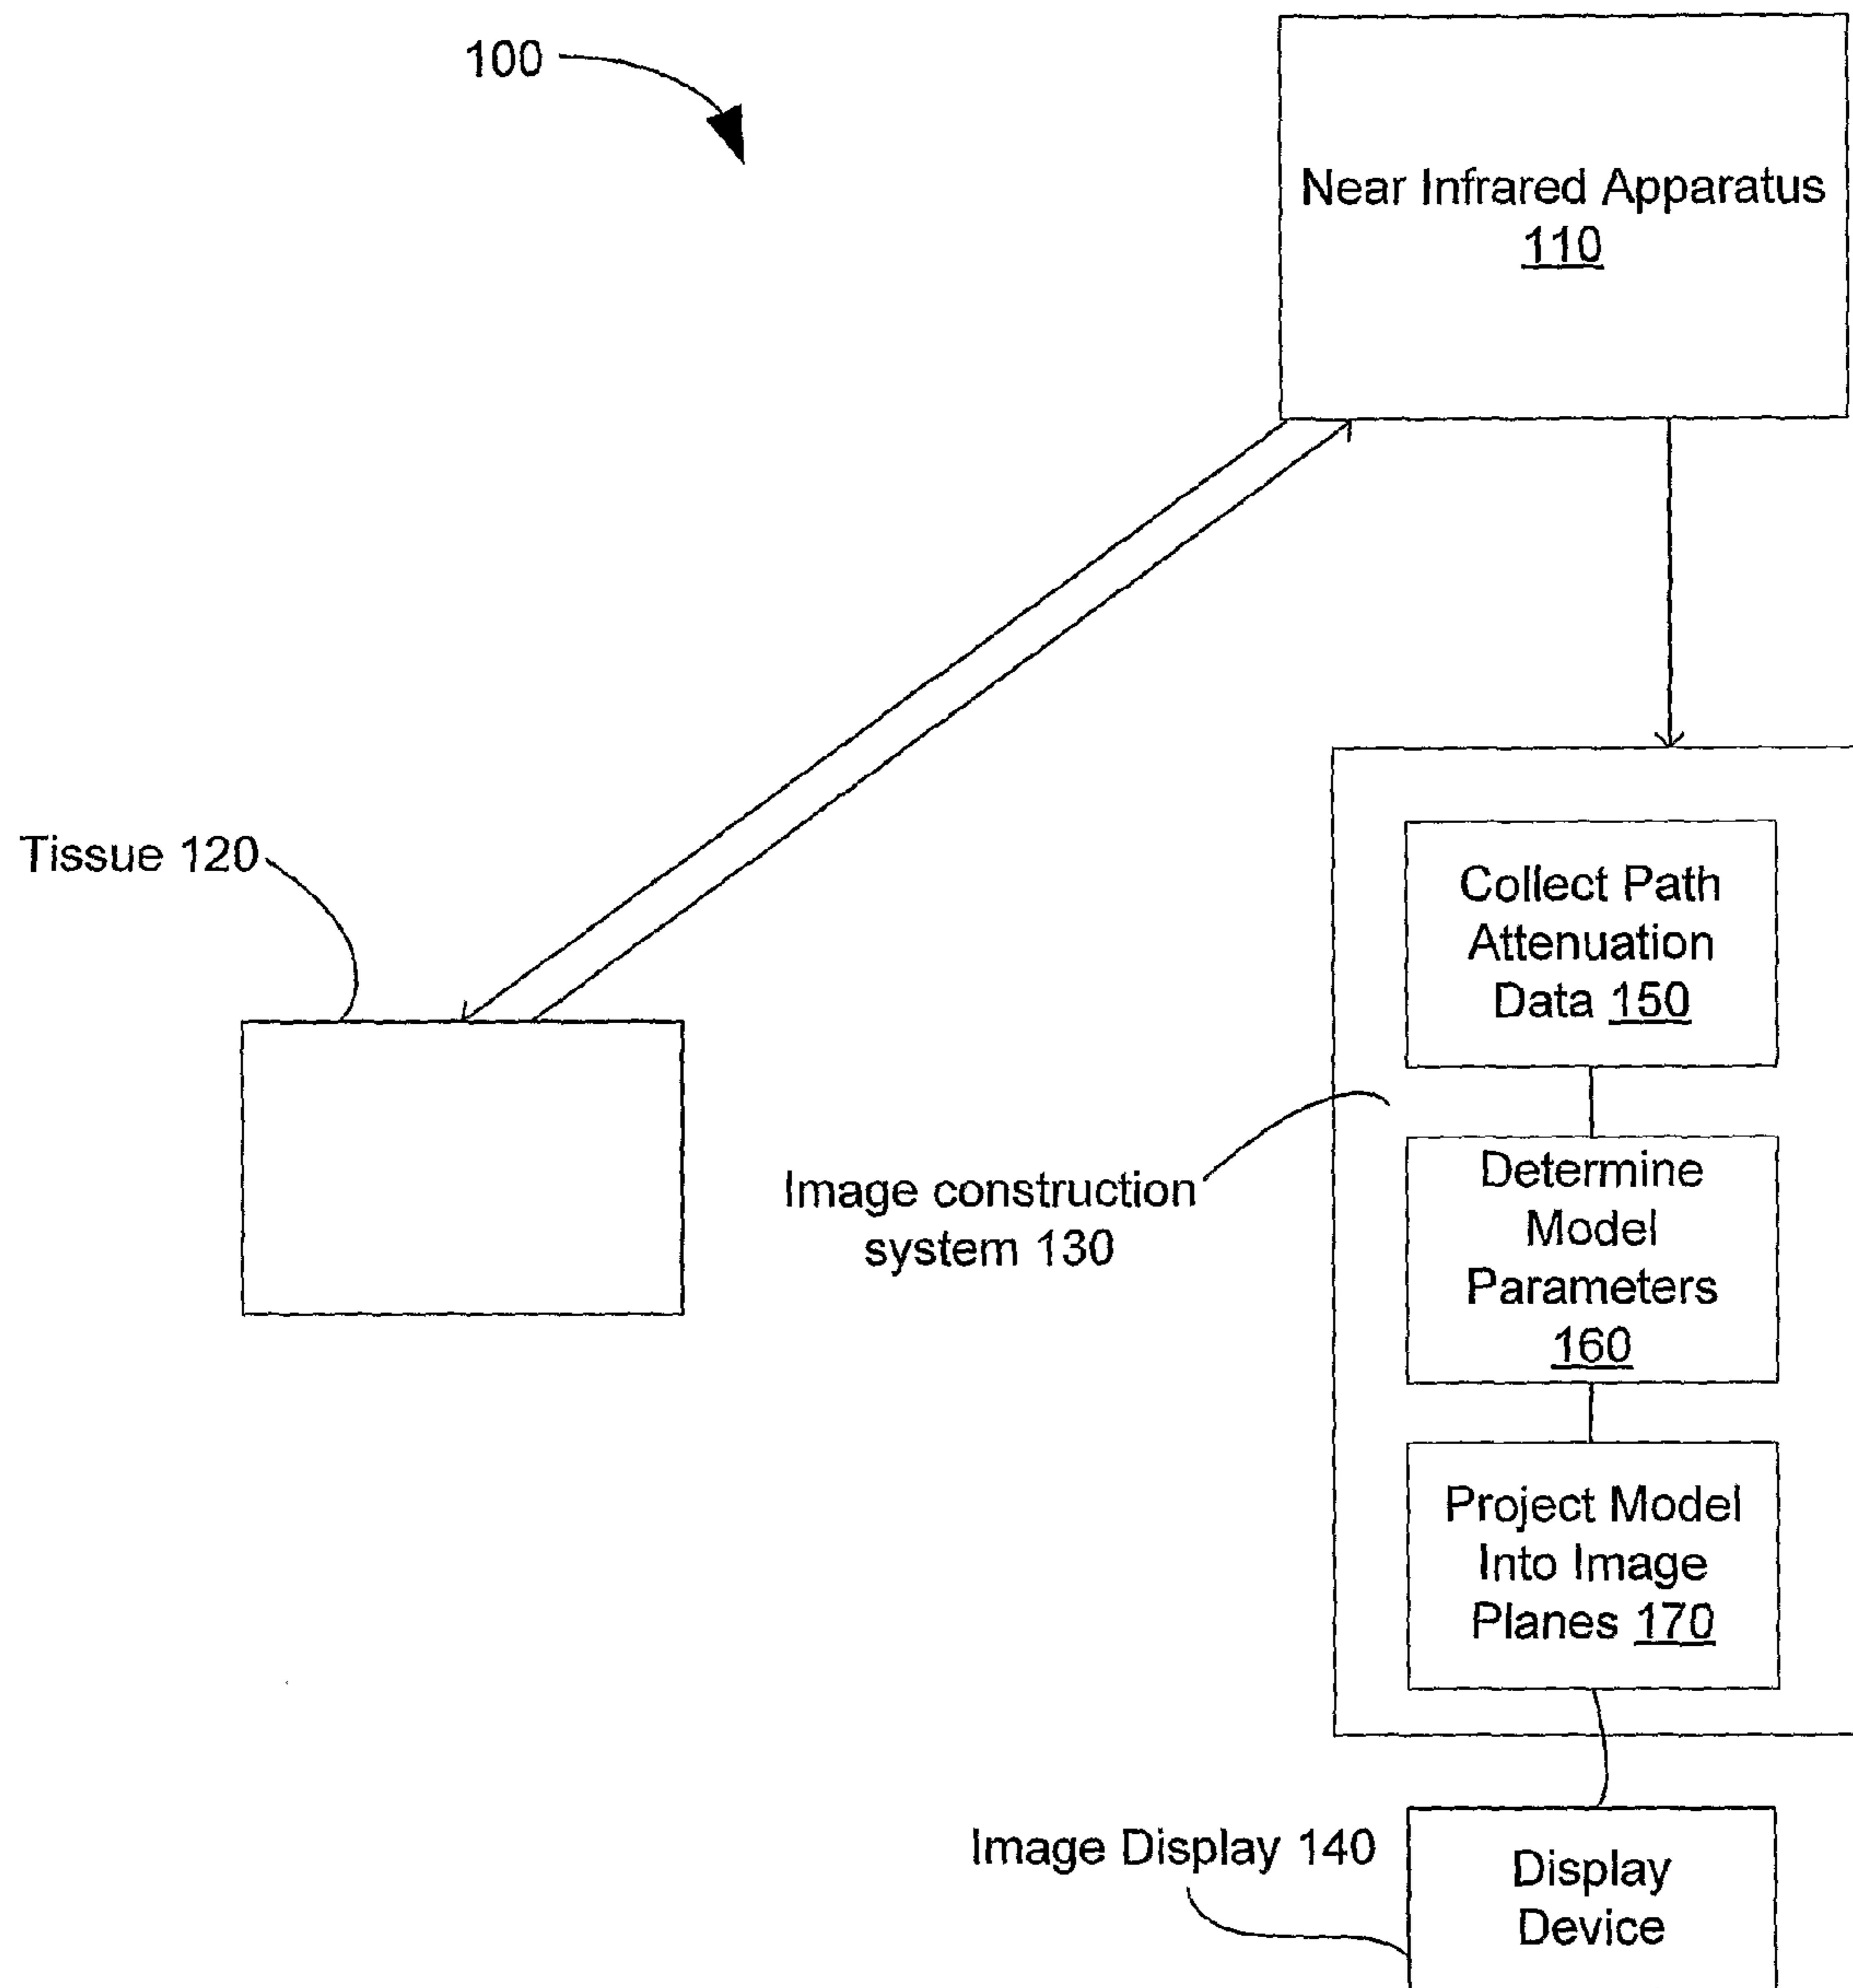 100
Near Infrared Apparatus
110
Tissue 120
Collect Path
Attenuation
Data 150
Image construction
system 130
Determine
Model
Parameters
160
Project Model
Into Image
Planes 170
Image Display 140
Display
Device